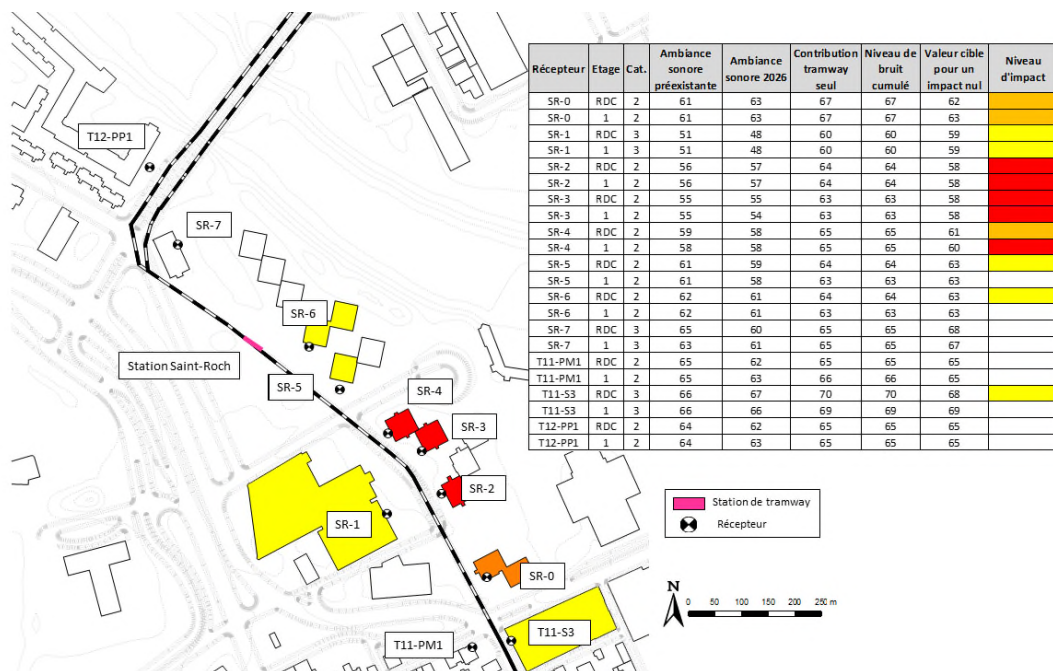 T12-PP1
SR-7
SR-6
Station Saint-Roch
SR-5
SR-4
SR-3
SR-2
SR-1
SR-0
T11-S3
T11-PM1
Récepteur Etage Cat. Ambiance sonore préexistante Ambiance sonore 2026 Contribution tramway seul Niveau de bruit cumulé Valeur cible pour un impact nul Niveau d'impact
SR-0 RDC 2 61 63 67 67 62
SR-0 1 2 61 63 67 67 63
SR-1 RDC 3 51 48 60 60 59
SR-1 1 3 51 48 60 60 59
SR-2 RDC 2 56 57 64 64 58
SR-2 1 2 56 57 64 64 58
SR-3 RDC 2 55 55 63 63 58
SR-3 1 2 55 54 63 63 58
SR-4 RDC 2 59 58 65 65 61
SR-4 1 2 58 58 65 65 60
SR-5 RDC 2 61 59 64 64 63
SR-5 1 2 61 58 63 63 63
SR-6 RDC 2 62 61 64 64 63
SR-6 1 2 62 61 63 63 63
SR-7 RDC 3 65 60 65 65 68
SR-7 1 3 63 61 65 65 67
T11-PM1 RDC 2 65 62 65 65 65
T11-PM1 1 2 65 63 66 66 65
T11-S3 RDC 3 66 67 70 70 68
T11-S3 1 3 66 66 69 69 69
T12-PP1 RDC 2 64 62 65 65 65
T12-PP1 1 2 64 63 65 65 65
Station de tramway
Récepteur
N
0 50 100 150 200 250 m